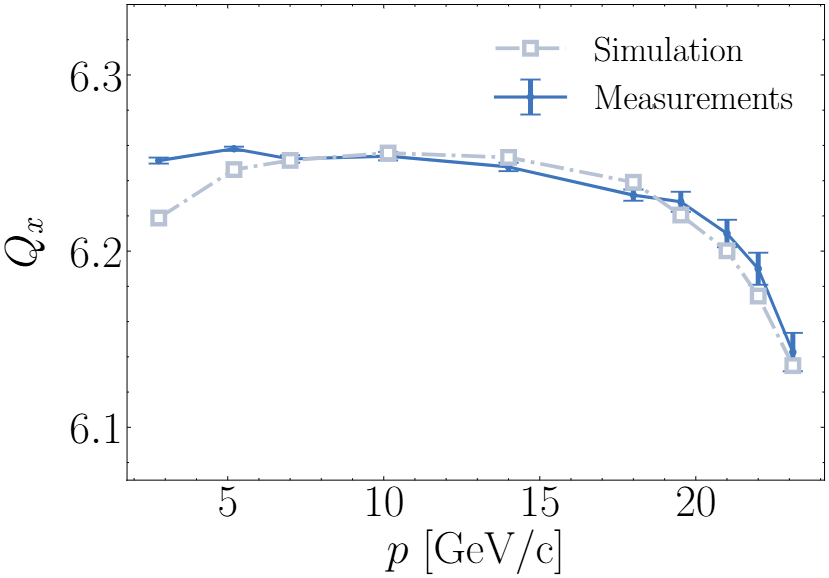 6.3
6.2
6.1
Q_x
Simulation
Measurements
5
10
15
20
p [GeV/c]